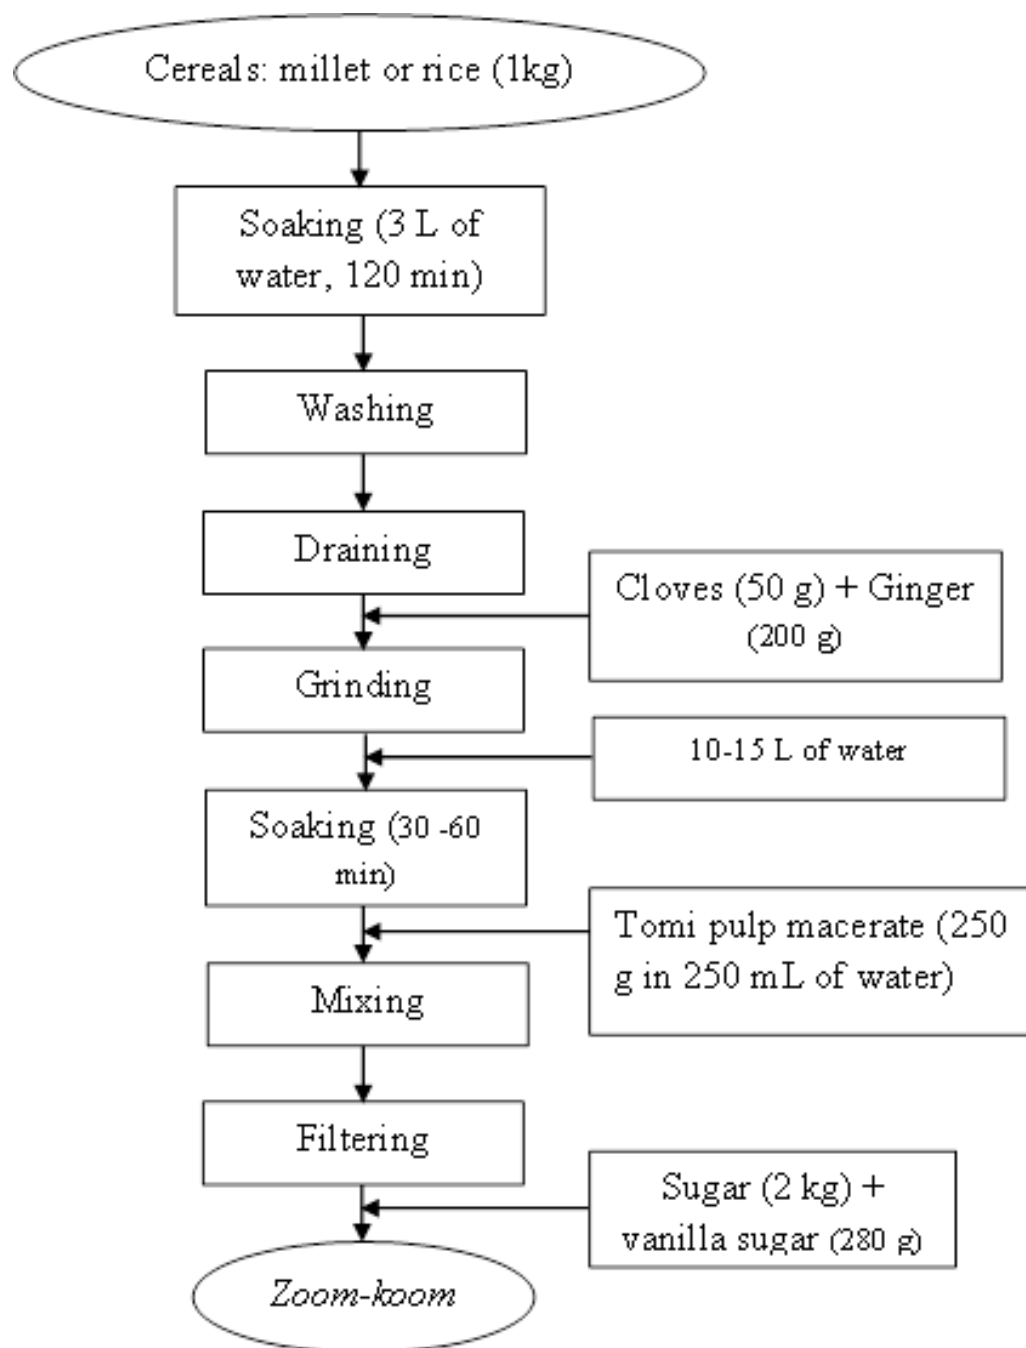 Cereals: millet or rice (1kg)
Soaking (3 L of
water, 120 min)
Washing
Draining
Cloves (50 g) + Ginger
(200 g)
Grinding
10-15 L of water
Soaking (30 -60
min)
Tomi pulp macerate (250
g in 250 mL of water)
Mixing
Filtering
Sugar (2 kg) +
vanilla sugar (280 g)
Zoom-koom